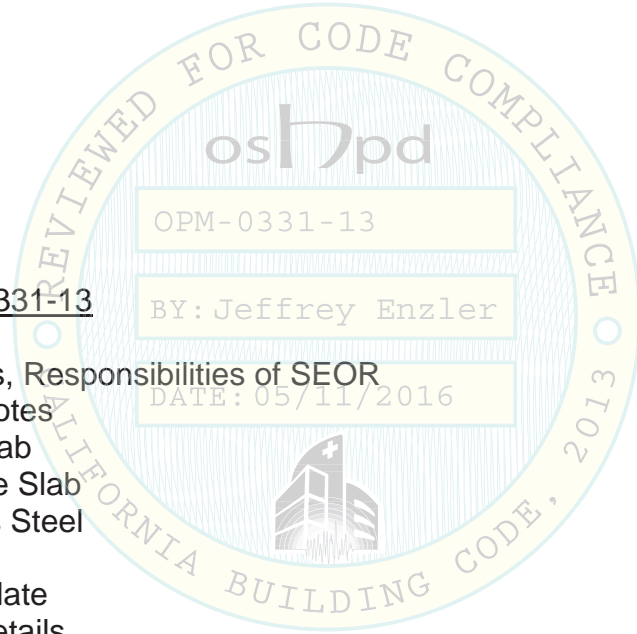 REVIEWED FOR CODE COMPLIANCE
oshpd
OPM-0331-13
331-13
BY: Jeffrey Enzler
s, Responsibilities of SEOR
DATE: 05/11/2016
otes
ab
e Slab
s Steel
late
etails
CALIFORNIA BUILDING CODE, 2013